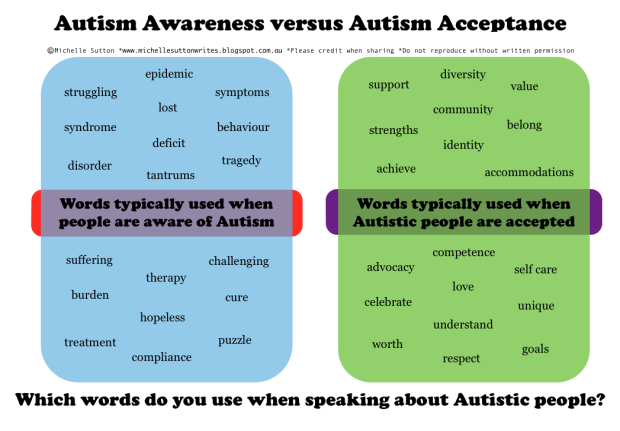 Autism Awareness versus Autism Acceptance
©Michelle Sutton *www.michellesuttonwrites.blogspot.com.au *Please credit when sharing *Do not reproduce without written permission
epidemic
struggling
symptoms
lost
syndrome
behaviour
deficit
disorder
tragedy
tantrums
Words typically used when
people are aware of Autism
suffering
challenging
therapy
burden
cure
hopeless
treatment
puzzle
compliance
diversity
support
value
community
strengths
belong
identity
achieve
accommodations
Words typically used when
Autistic people are accepted
competence
advocacy
self care
love
celebrate
unique
understand
worth
goals
respect
Which words do you use when speaking about Autistic people?